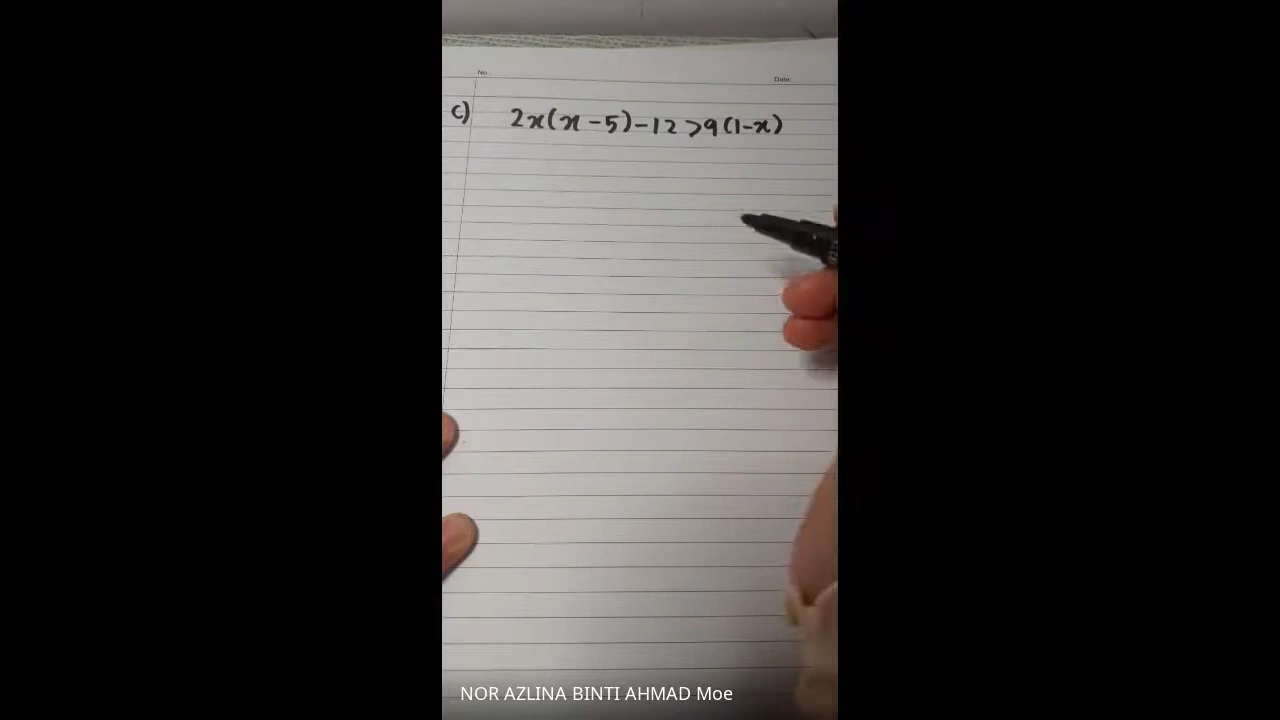 No.:
Date:
c) 2x(x-5)-12>9(1-x)
NOR AZLINA BINTI AHMAD Moe